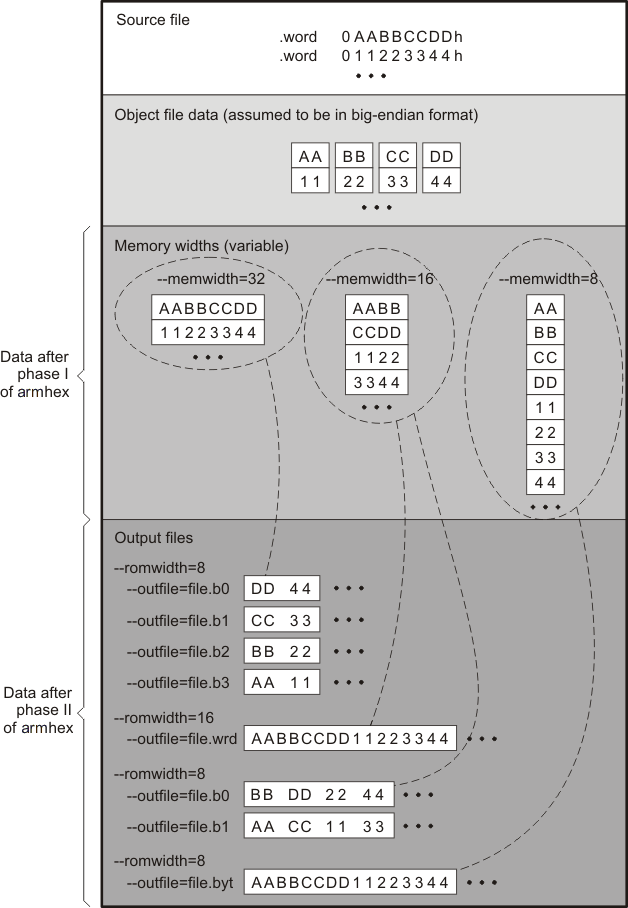 Source file
.word 0AABBCCDDh
.word 011223344h
• • •
Object file data (assumed to be in big-endian format)
AA BB CC DD
11 22 33 44
• • •
Memory widths (variable)
--memwidth=32
AABBCCDD
11223344
• • •
--memwidth=16
AABB
CCDD
1122
3344
• • •
--memwidth=8
AA
BB
CC
DD
11
22
33
44
• • •
Data after
phase I
of armhex
Output files
--romwidth=8
--outfile=file.b0 DD 44 • • •
--outfile=file.b1 CC 33 • • •
--outfile=file.b2 BB 22 • • •
--outfile=file.b3 AA 11 • • •
--romwidth=16
--outfile=file.wrd AABBCCDD11223344 • • •
--romwidth=8
--outfile=file.b0 BB DD 22 44 • • •
--outfile=file.b1 AA CC 11 33 • • •
--romwidth=8
--outfile=file.byt AABBCCDD11223344 • • •
Data after
phase II
of armhex